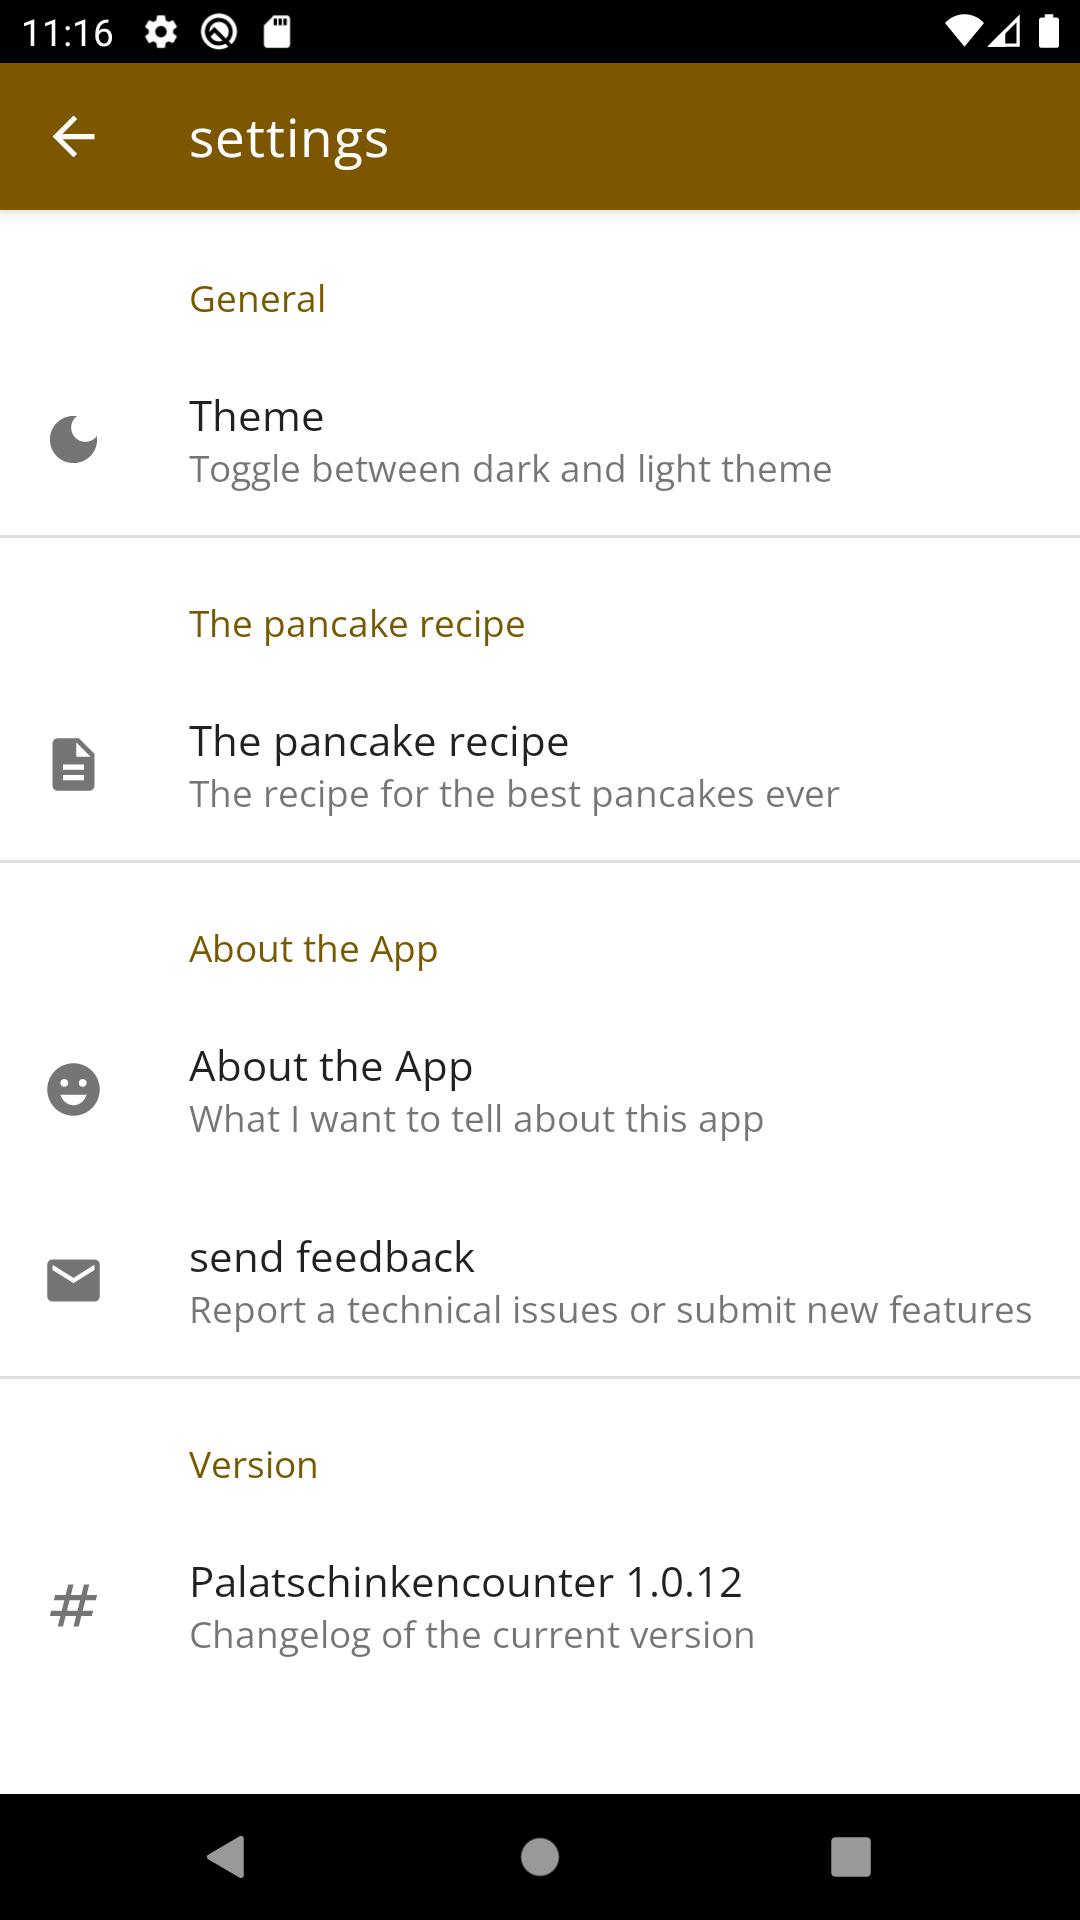 11:16
settings
General
Theme
Toggle between dark and light theme
The pancake recipe
The pancake recipe
The recipe for the best pancakes ever
About the App
About the App
What I want to tell about this app
send feedback
Report a technical issues or submit new features
Version
Palatschinkencounter 1.0.12
Changelog of the current version